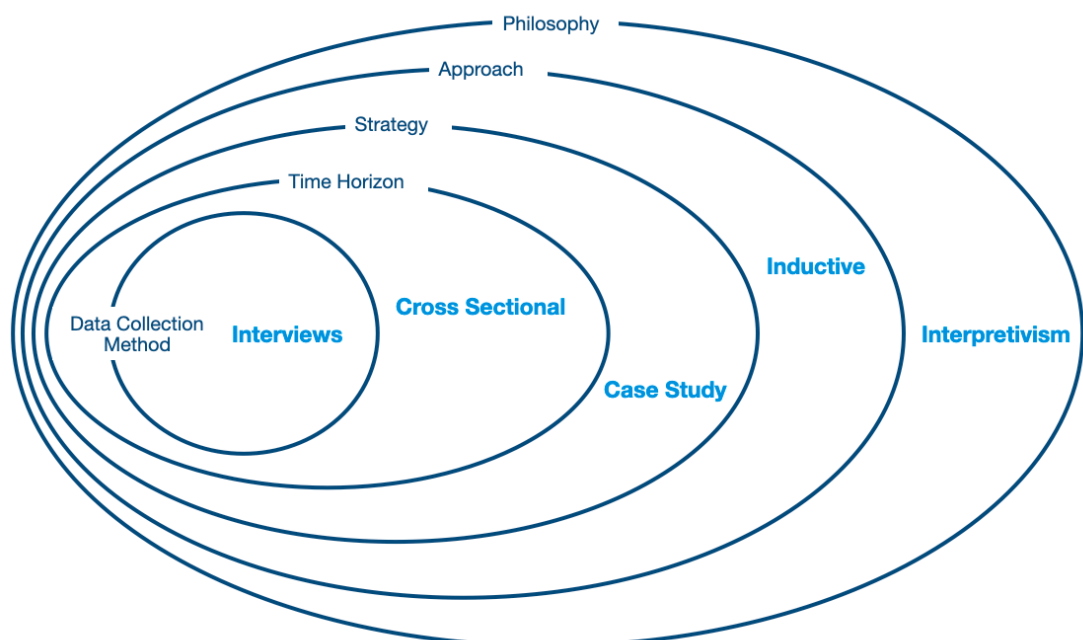 Philosophy
Approach
Strategy
Time Horizon
Inductive
Cross Sectional
Data Collection
Method
Interviews
Interpretivism
Case Study